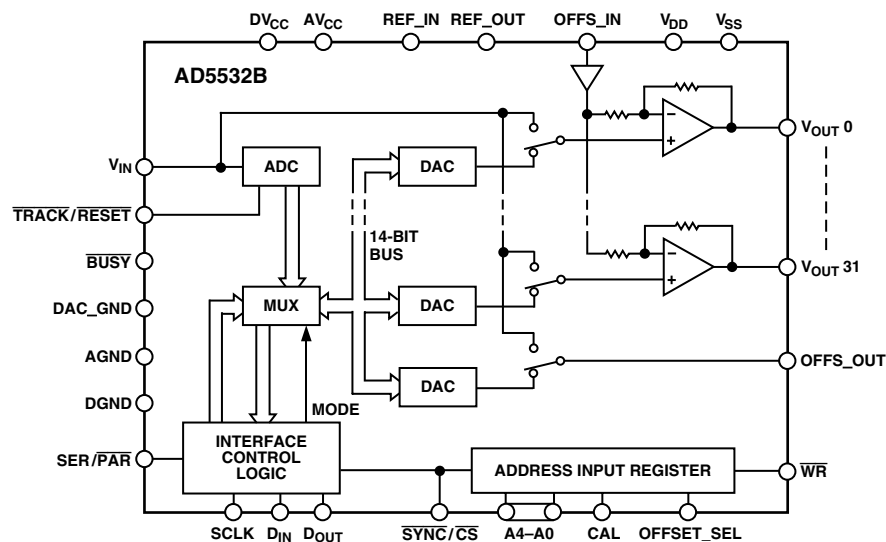 DVCC AVCC REF_IN REF_OUT OFFS_IN VDD VSS
AD5532B
VIN
ADC
DAC
VOUT 0
TRACK/RESET
14-BIT
BUS
BUSY
VOUT 31
DAC_GND
MUX
DAC
AGND
OFFS_OUT
DAC
DGND
MODE
SER/PAR
INTERFACE
CONTROL
LOGIC
ADDRESS INPUT REGISTER
WR
SCLK DIN DOUT SYNC/CS A4–A0 CAL OFFSET_SEL